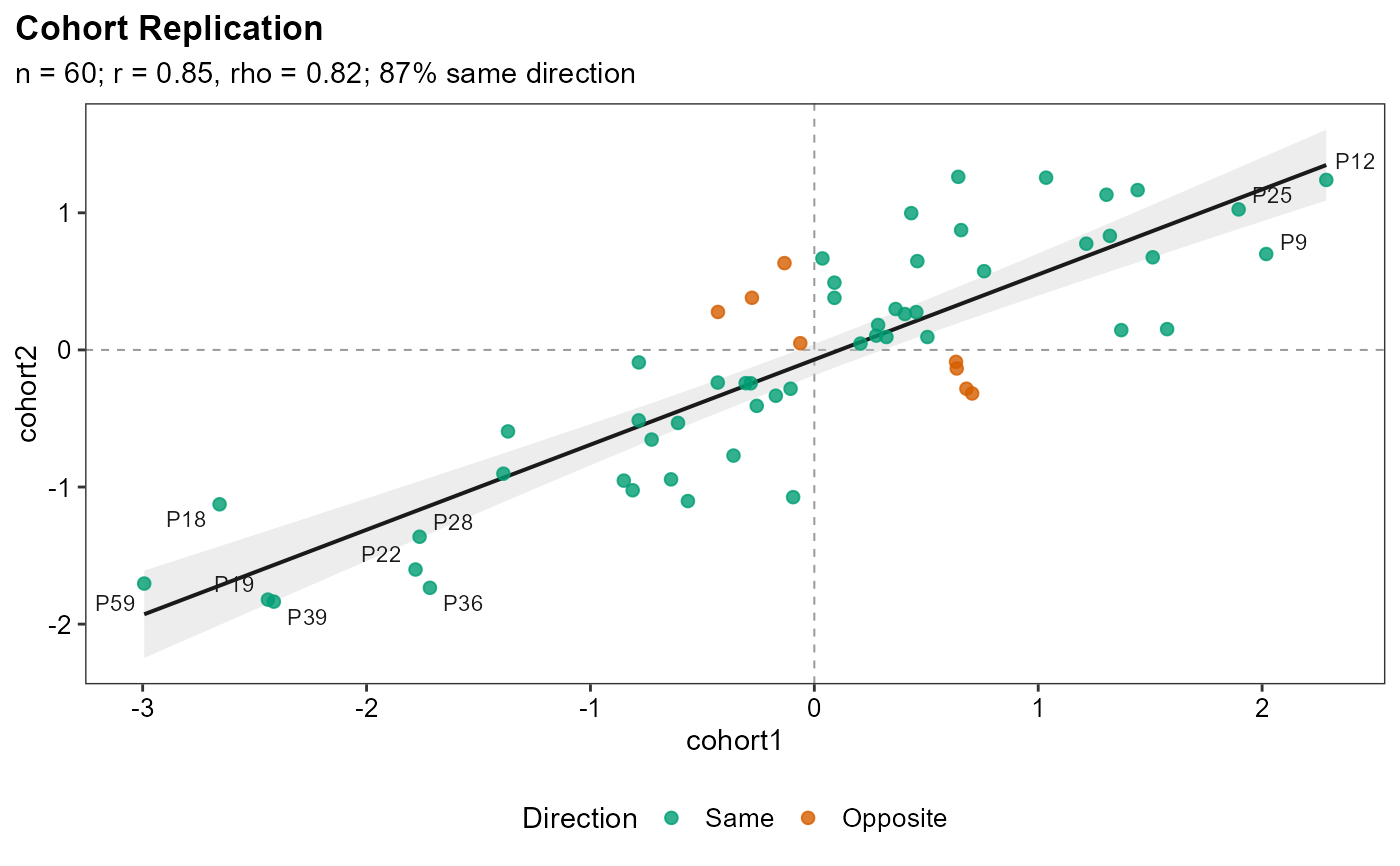 Cohort Replication
n = 60; r = 0.85, rho = 0.82; 87% same direction
P12
P25
P9
P18
P28
P22
P19
P59
P36
P39
cohort2
1
0
-1
-2
-3
-2
-1
0
1
2
cohort1
Direction
Same
Opposite